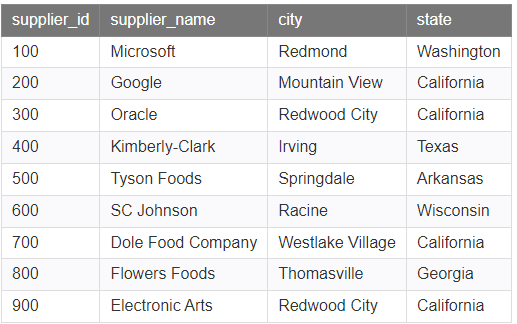 supplier_id supplier_name city state
100 Microsoft Redmond Washington
200 Google Mountain View California
300 Oracle Redwood City California
400 Kimberly-Clark Irving Texas
500 Tyson Foods Springdale Arkansas
600 SC Johnson Racine Wisconsin
700 Dole Food Company Westlake Village California
800 Flowers Foods Thomasville Georgia
900 Electronic Arts Redwood City California